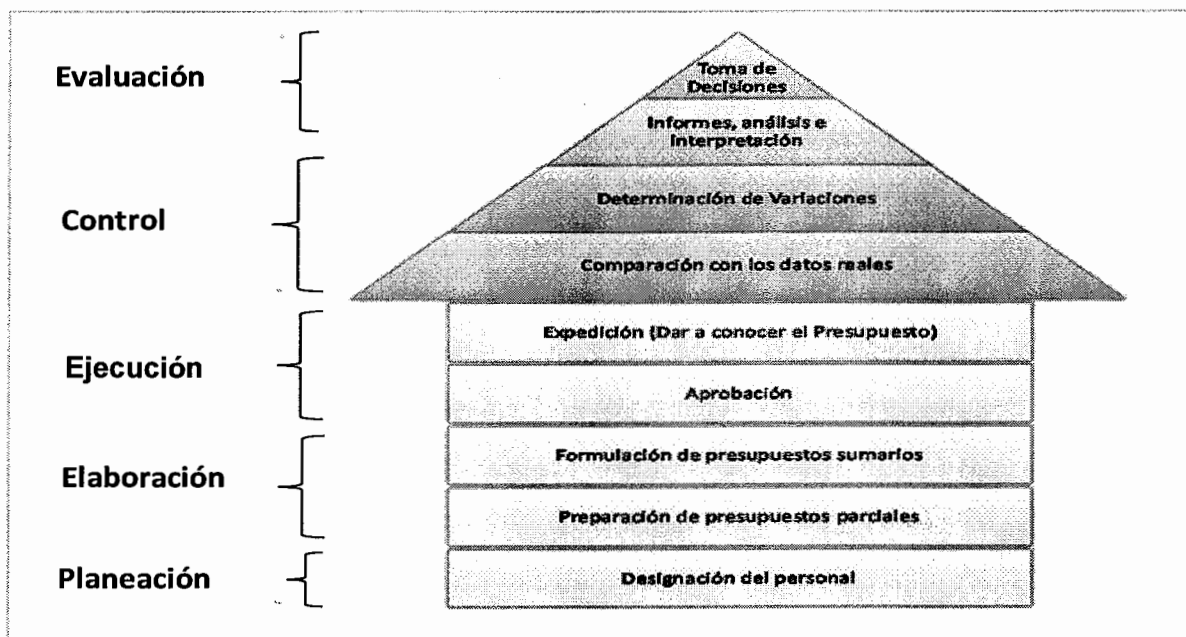 Evaluación
Toma de
Decisiones
Informes, análisis e
interpretación
Control
Determinación de Variaciones
Comparación con los datos reales
Ejecución
Expedición (Dar a conocer el Presupuesto)
Aprobación
Elaboración
Formulación de presupuestos sumarios
Preparación de presupuestos parciales
Planeación
Designación del personal